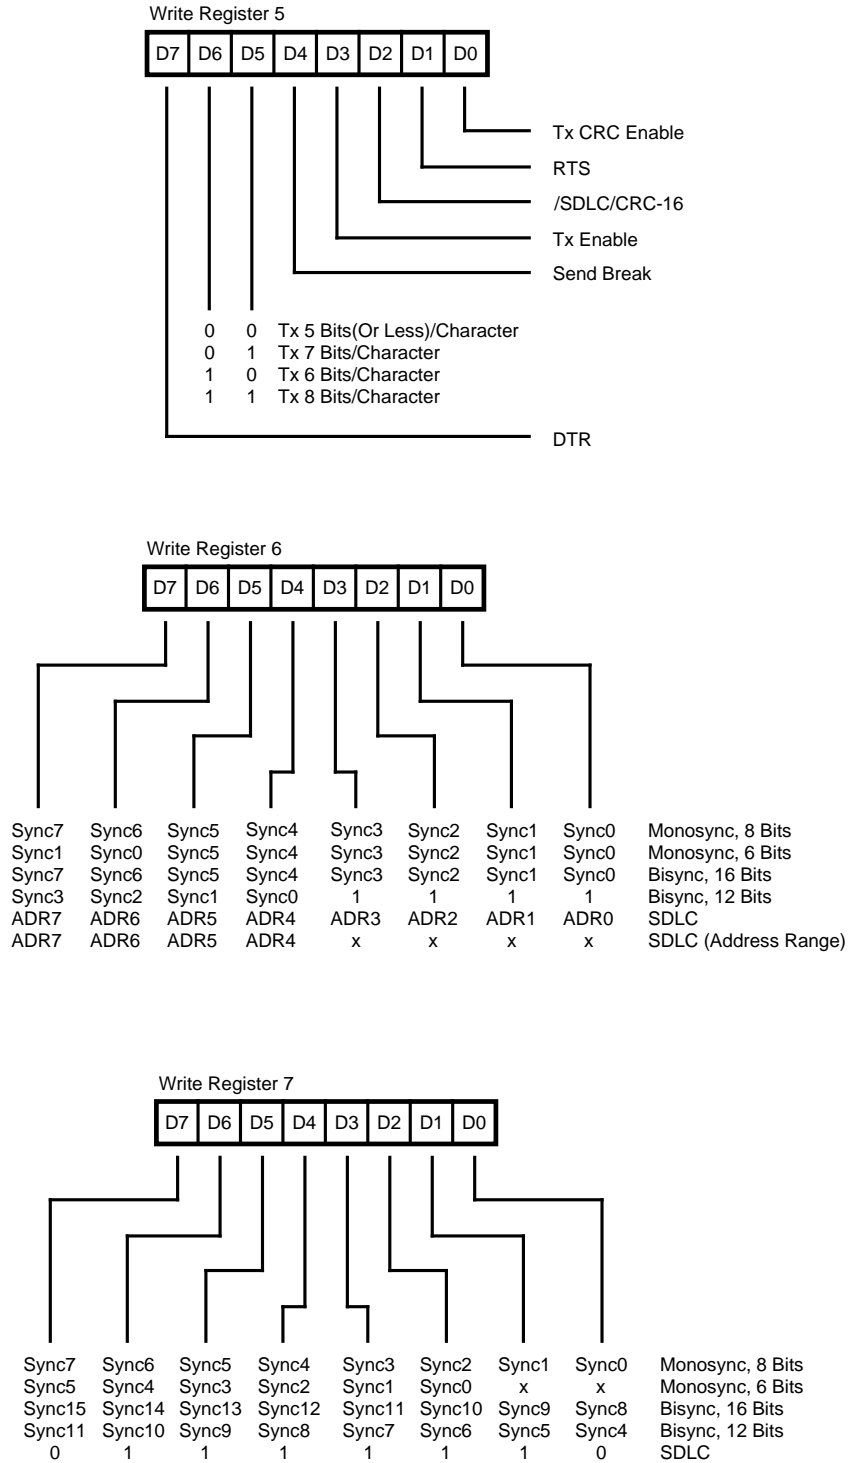 Write Register 5
D7 D6 D5 D4 D3 D2 D1 D0
Tx CRC Enable
RTS
/SDLC/CRC-16
Tx Enable
Send Break
0 0 Tx 5 Bits(Or Less)/Character
0 1 Tx 7 Bits/Character
1 0 Tx 6 Bits/Character
1 1 Tx 8 Bits/Character
DTR
Write Register 6
D7 D6 D5 D4 D3 D2 D1 D0
Sync7 Sync6 Sync5 Sync4 Sync3 Sync2 Sync1 Sync0 Monosync, 8 Bits
Sync1 Sync0 Sync5 Sync4 Sync3 Sync2 Sync1 Sync0 Monosync, 6 Bits
Sync7 Sync6 Sync5 Sync4 Sync3 Sync2 Sync1 Sync0 Bisync, 16 Bits
Sync3 Sync2 Sync1 Sync0 1 1 1 1 Bisync, 12 Bits
ADR7 ADR6 ADR5 ADR4 ADR3 ADR2 ADR1 ADR0 SDLC
ADR7 ADR6 ADR5 ADR4 x x x x SDLC (Address Range)
Write Register 7
D7 D6 D5 D4 D3 D2 D1 D0
Sync7 Sync6 Sync5 Sync4 Sync3 Sync2 Sync1 Sync0 Monosync, 8 Bits
Sync5 Sync4 Sync3 Sync2 Sync1 Sync0 x x Monosync, 6 Bits
Sync15 Sync14 Sync13 Sync12 Sync11 Sync10 Sync9 Sync8 Bisync, 16 Bits
Sync11 Sync10 Sync9 Sync8 Sync7 Sync6 Sync5 Sync4 Bisync, 12 Bits
0 1 1 1 1 1 1 0 SDLC